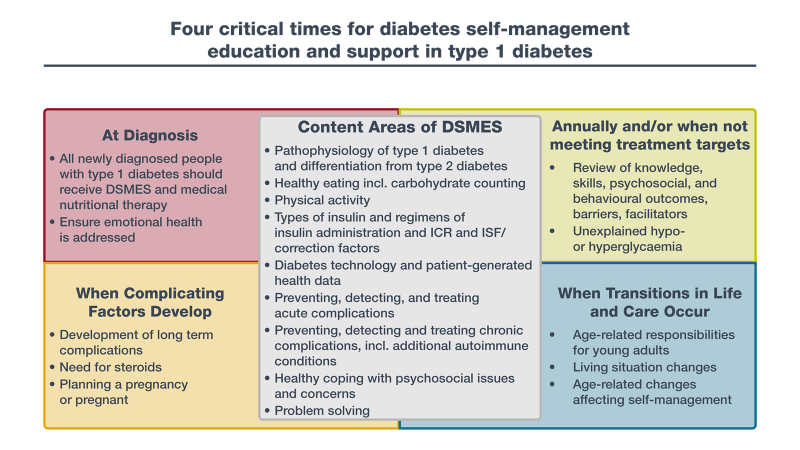 Four critical times for diabetes self-management
education and support in type 1 diabetes
At Diagnosis
• All newly diagnosed people
with type 1 diabetes should
receive DSMES and medical
nutritional therapy
• Ensure emotional health
is addressed
Content Areas of DSMES
• Pathophysiology of type 1 diabetes
and differentiation from type 2 diabetes
• Healthy eating incl. carbohydrate counting
• Physical activity
• Types of insulin and regimens of
insulin administration and ICR and ISF/
correction factors
• Diabetes technology and patient-generated
health data
• Preventing, detecting, and treating
acute complications
• Preventing, detecting and treating chronic
complications, incl. additional autoimmune
conditions
• Healthy coping with psychosocial issues
and concerns
• Problem solving
Annually and/or when not
meeting treatment targets
• Review of knowledge,
skills, psychosocial, and
behavioural outcomes,
barriers, facilitators
• Unexplained hypo-
or hyperglycaemia
When Complicating
Factors Develop
• Development of long term
complications
• Need for steroids
• Planning a pregnancy
or pregnant
When Transitions in Life
and Care Occur
• Age-related responsibilities
for young adults
• Living situation changes
• Age-related changes
affecting self-management